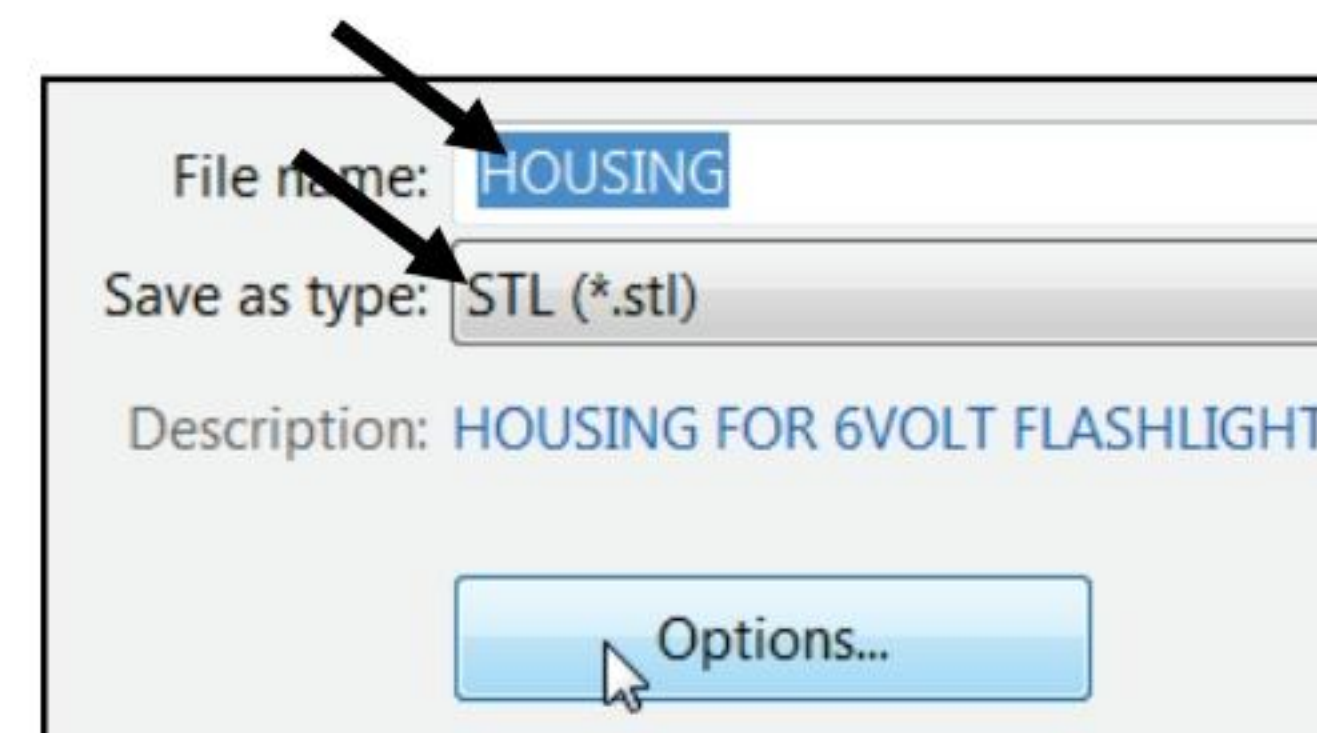 File name: HOUSING
Save as type: STL (*.stl)
Description: HOUSING FOR 6VOLT FLASHLIGHT
Options...